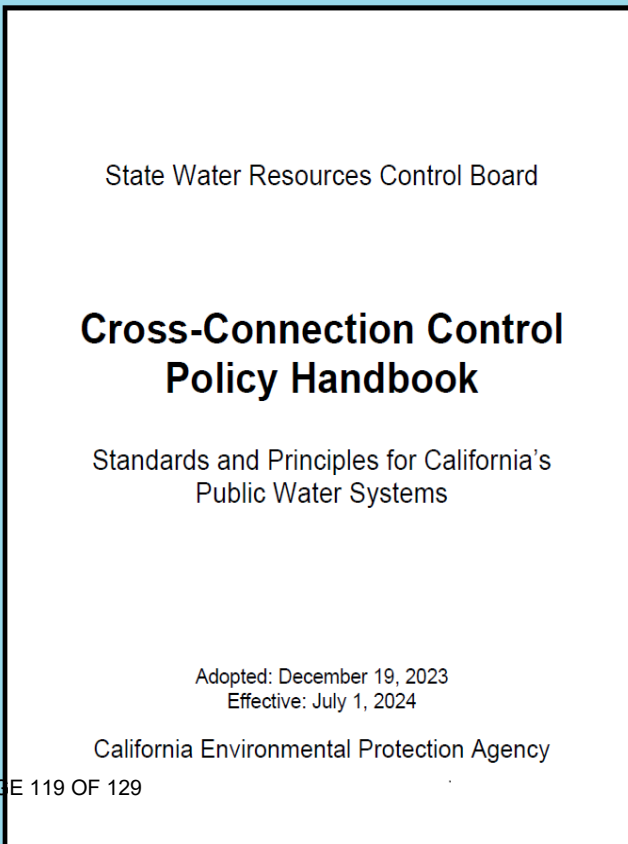 State Water Resources Control Board
Cross-Connection Control
Policy Handbook
Standards and Principles for California's
Public Water Systems
Adopted: December 19, 2023
Effective: July 1, 2024
California Environmental Protection Agency
119 OF 129